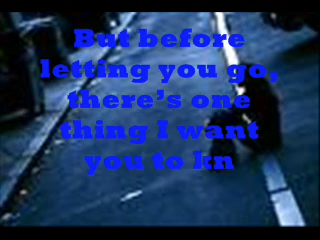 But before
letting you go,
there's one
thing I want
you to kn